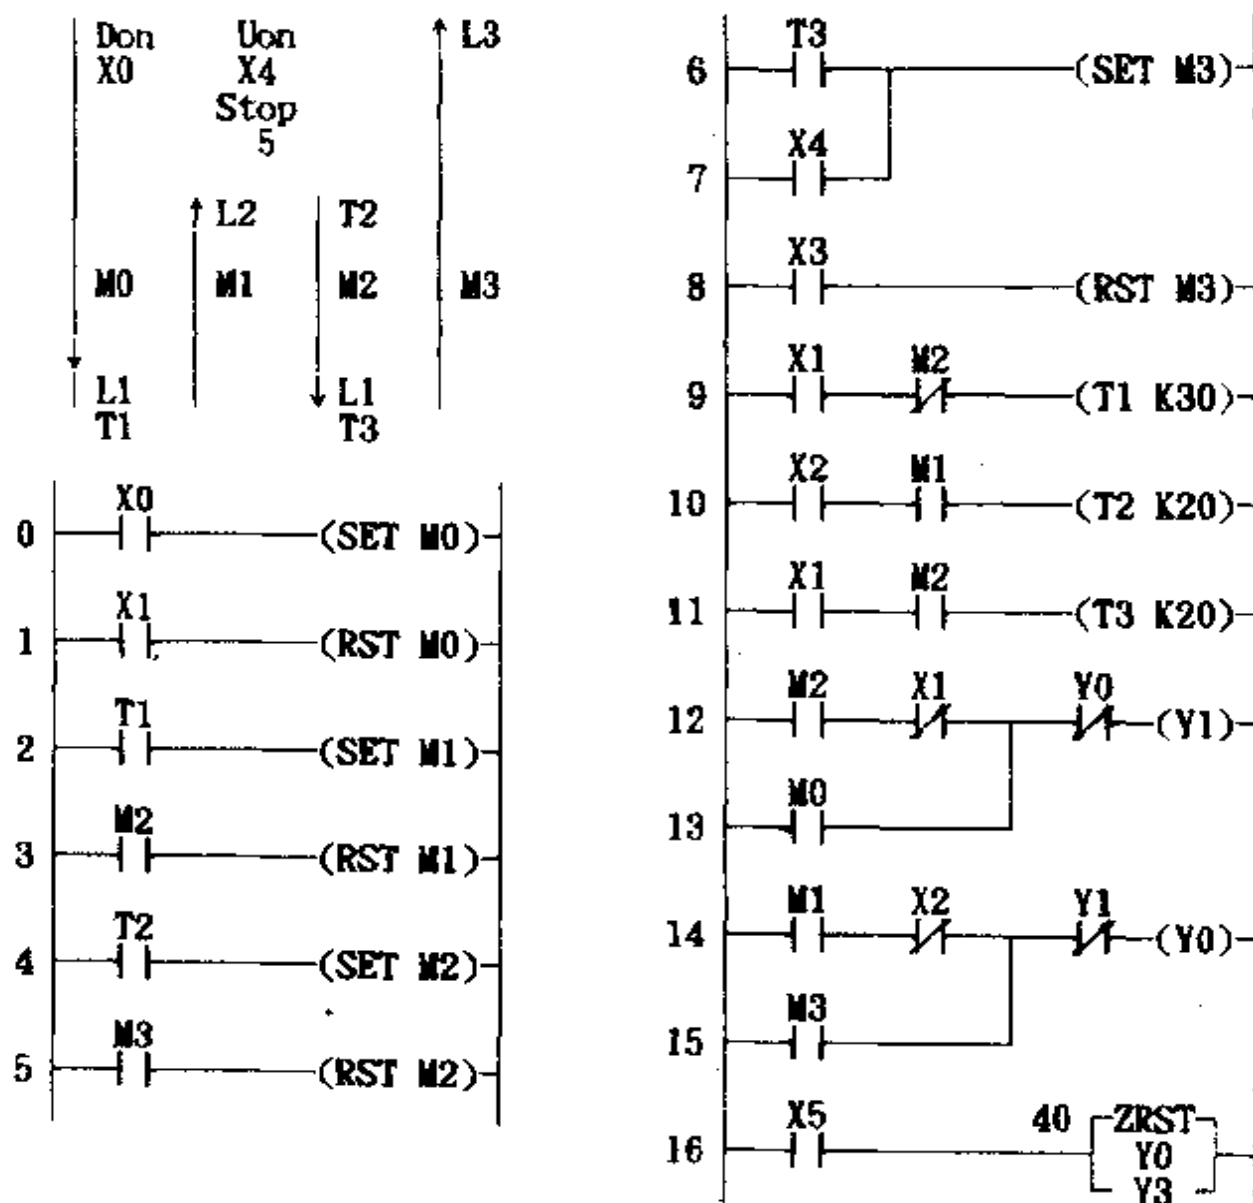 Don Uon L3
X0 X4
Stop
5
L2 T2
M0 M1 M2 M3
L1 L1
T1 T3
X0
0 (SET M0)
X1
1 (RST M0)
T1
2 (SET M1)
M2
3 (RST M1)
T2
4 (SET M2)
M3
5 (RST M2)
T3
6 (SET M3)
X4
7
X3
8 (RST M3)
X1 M2
9 (T1 K30)
X2 M1
10 (T2 K20)
X1 M2
11 (T3 K20)
M2 X1 Y0
12 (Y1)
M0
13
M1 X2 Y1
14 (Y0)
M3
15
X5 40 ZRST
16 Y0
Y3